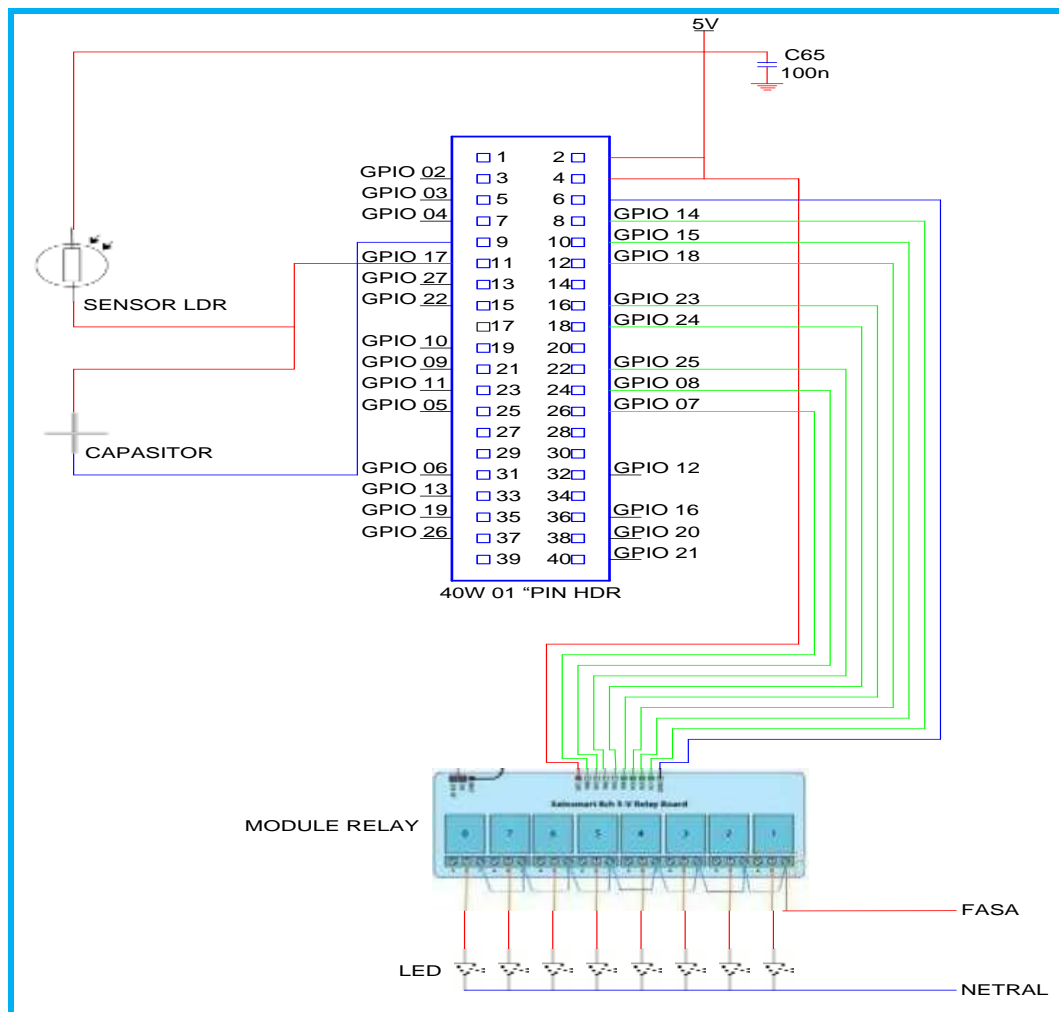 5V
C65
100n
1 2
GPIO 02 3 4
GPIO 03 5 6
GPIO 04 7 8 GPIO 14
9 10 GPIO 15
GPIO 17 11 12 GPIO 18
GPIO 27 13 14
GPIO 22 15 16 GPIO 23
17 18 GPIO 24
GPIO 10 19 20
GPIO 09 21 22 GPIO 25
GPIO 11 23 24 GPIO 08
GPIO 05 25 26 GPIO 07
27 28
29 30
GPIO 06 31 32 GPIO 12
GPIO 13 33 34
GPIO 19 35 36 GPIO 16
GPIO 26 37 38 GPIO 20
39 40 GPIO 21
40W 01 “PIN HDR
SENSOR LDR
CAPASITOR
Sainsmart 8ch 5-V Relay Board
MODULE RELAY
8 7 6 5 4 3 2 1
FASA
LED
NETRAL